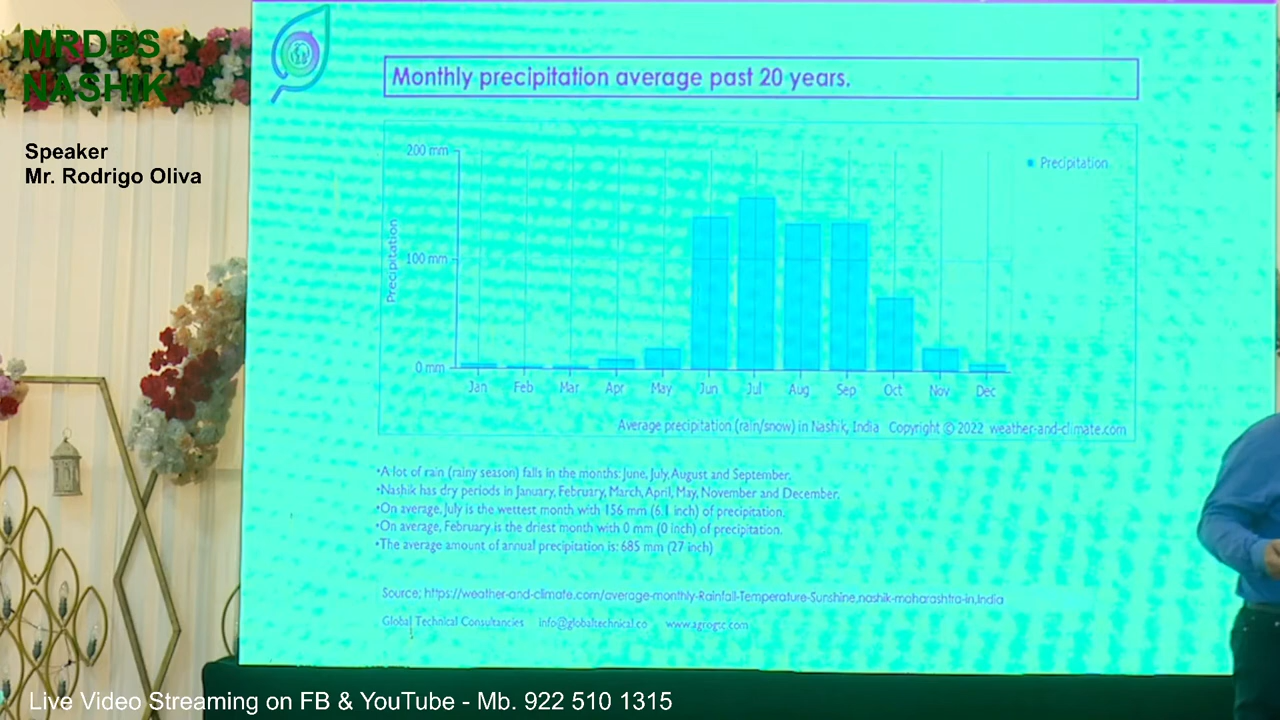 MRDBS
NASHIK
Speaker
Mr. Rodrigo Oliva
Monthly precipitation average past 20 years.
200 mm
Precipitation
Precipitation
100 mm
0 mm
Jan Feb Mar Apr May Jun Jul Aug Sep Oct Nov Dec
Average precipitation (rain/snow) in Nashik, India Copyright © 2022 weather-and-climate.com
•A lot of rain (rainy season) falls in the months: June, July, August and September.
•Nashik has dry periods in January, February, March, April, May, November and December.
•On average, July is the wettest month with 156 mm (6.1 inch) of precipitation.
•On average, February is the driest month with 0 mm (0 inch) of precipitation.
•The average amount of annual precipitation is: 685 mm (27 inch)
Source: https://weather-and-climate.com/average-monthly-Rainfall-Temperature-Sunshine,nashik-maharashtra-in,India
Global Technical Consultancies info@globaltechnical.co www.agrogtc.com
Live Video Streaming on FB & YouTube - Mb. 922 510 1315